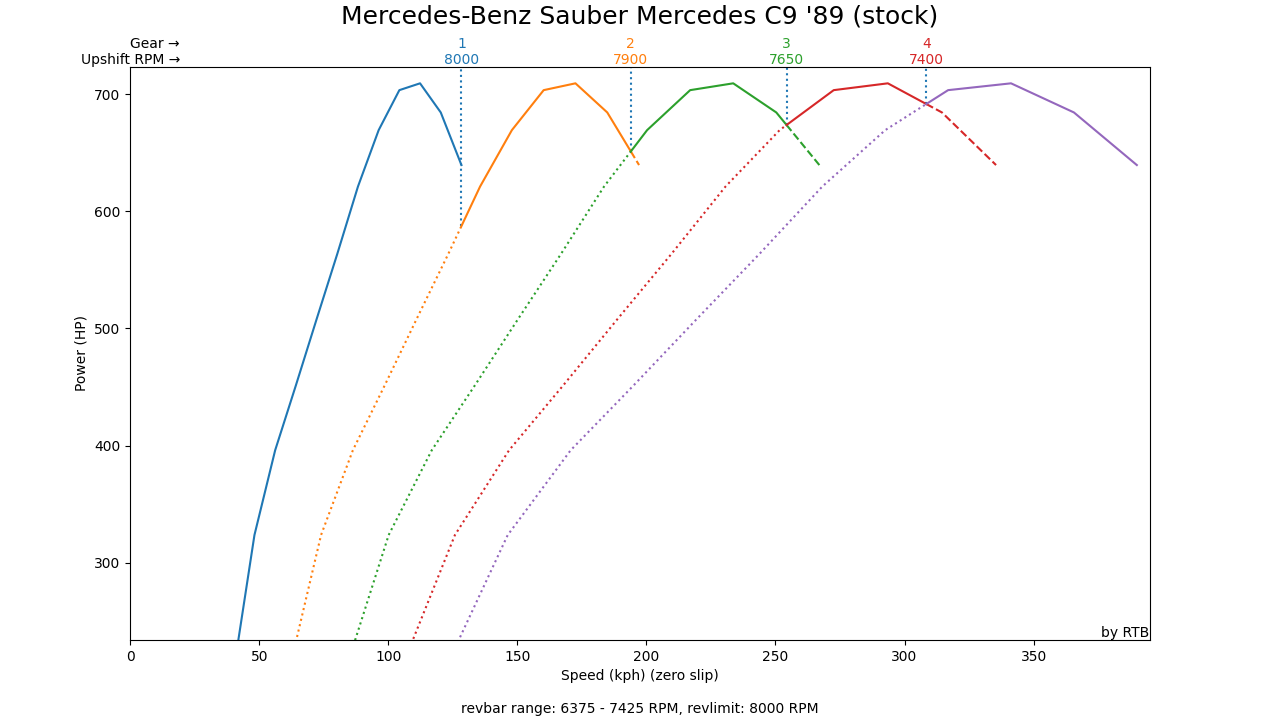 Mercedes-Benz Sauber Mercedes C9 '89 (stock)
Gear → 1 2 3 4
Upshift RPM → 8000 7900 7650 7400
700
600
500
400
300
Power (HP)
by RTB
0 50 100 150 200 250 300 350
Speed (kph) (zero slip)
revbar range: 6375 - 7425 RPM, revlimit: 8000 RPM